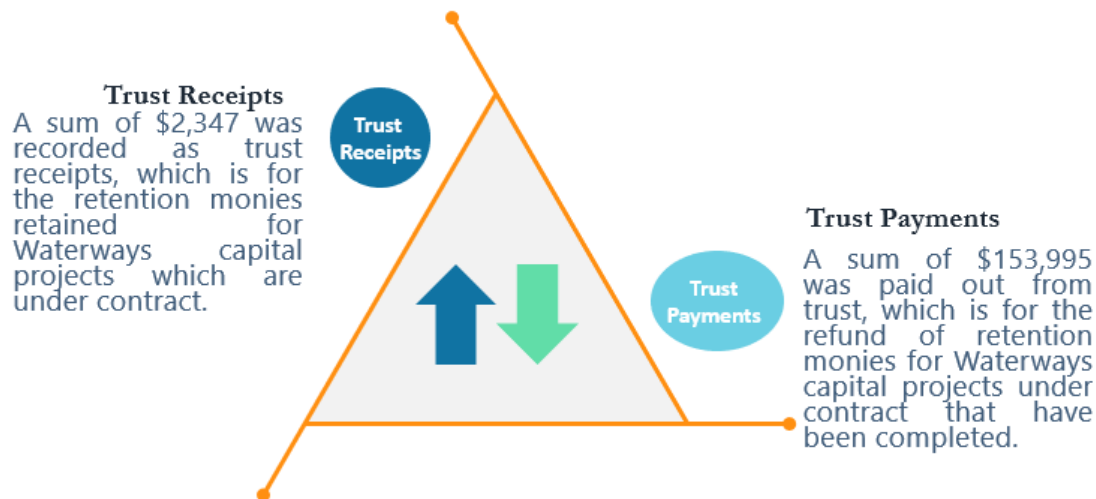 Trust Receipts
A sum of $2,347 was
recorded as trust
receipts, which is for
the retention monies
retained for
Waterways capital
projects which are
under contract.
Trust
Receipts
Trust Payments
A sum of $153,995
was paid out from
trust, which is for the
refund of retention
monies for Waterways
capital projects under
contract that have
been completed.
Trust
Payments